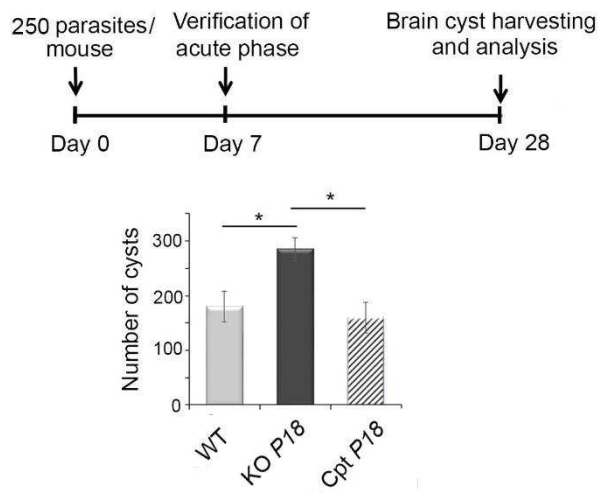 250 parasites/
mouse
Verification of
acute phase
Brain cyst harvesting
and analysis
Day 0
Day 7
Day 28
*
*
Number of cysts
300
200
100
0
WT
KO P18
Cpt P18